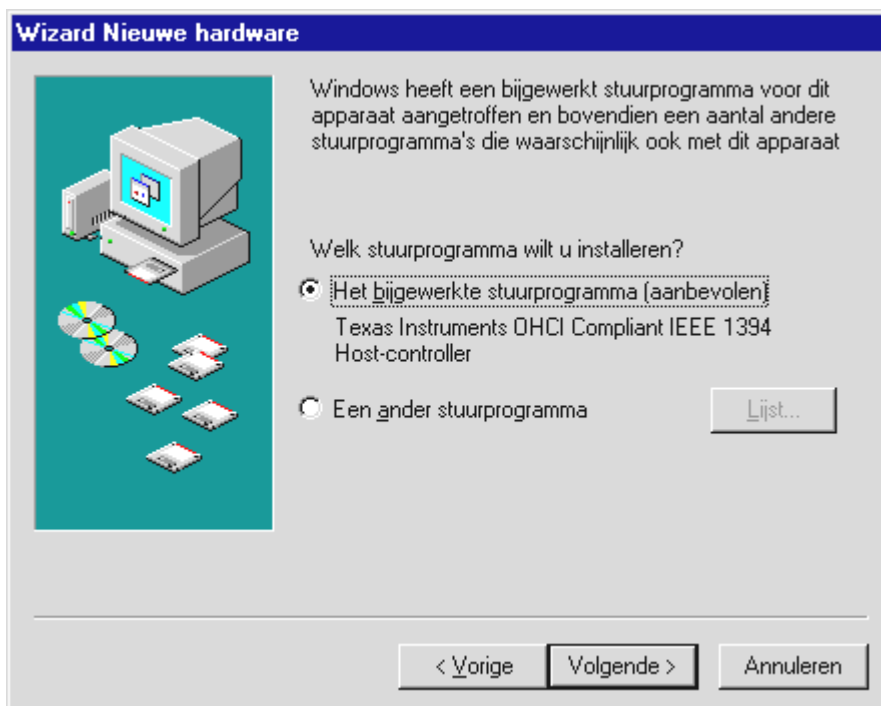 Wizard Nieuwe hardware
Windows heeft een bijgewerkt stuurprogramma voor dit
apparaat aangetroffen en bovendien een aantal andere
stuurprogramma's die waarschijnlijk ook met dit apparaat
Welk stuurprogramma wilt u installeren?
Het bijgewerkte stuurprogramma (aanbevolen)
Texas Instruments OHCI Compliant IEEE 1394
Host-controller
Een ander stuurprogramma
Lijst...
< Vorige
Volgende >
Annuleren